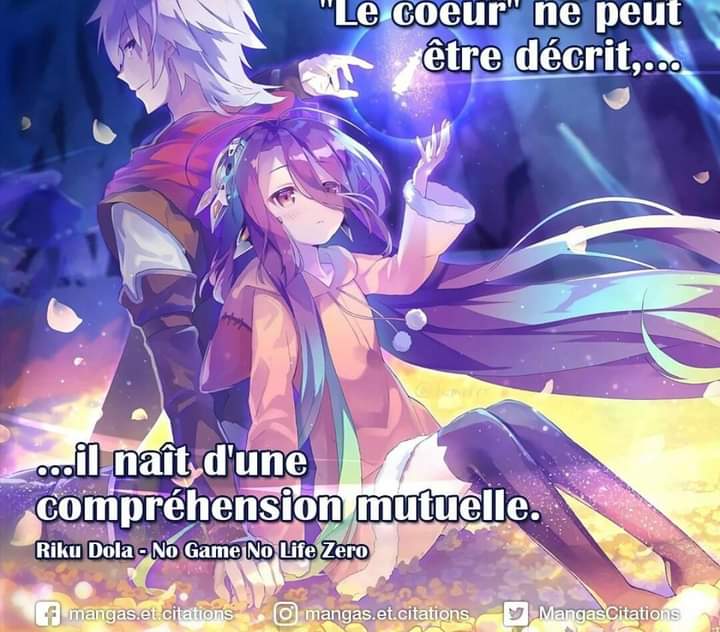 "Le coeur" ne peut
être décrit,...
...il naît d'une
compréhension mutuelle.
Riku Dola - No Game No Life Zero
mangas.et.citations mangas.et.citations MangasCitations